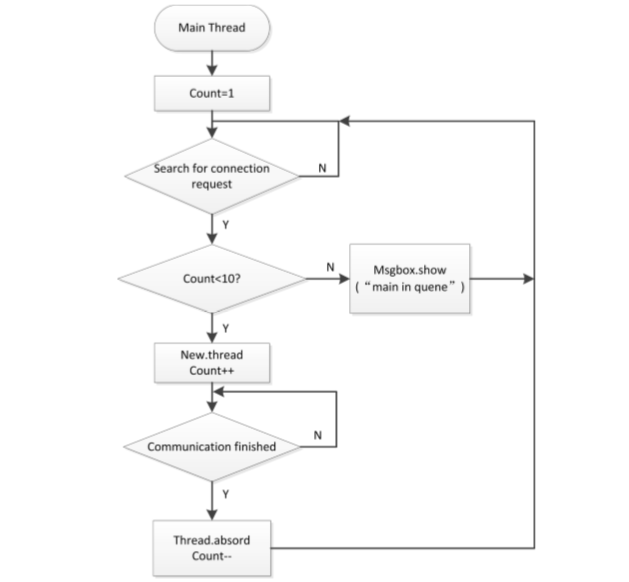 Main Thread
Count=1
Search for connection
request
N
Y
Count<10?
N
Msgbox.show
( “main in quene” )
Y
New.thread
Count++
Communication finished
N
Y
Thread.absord
Count--